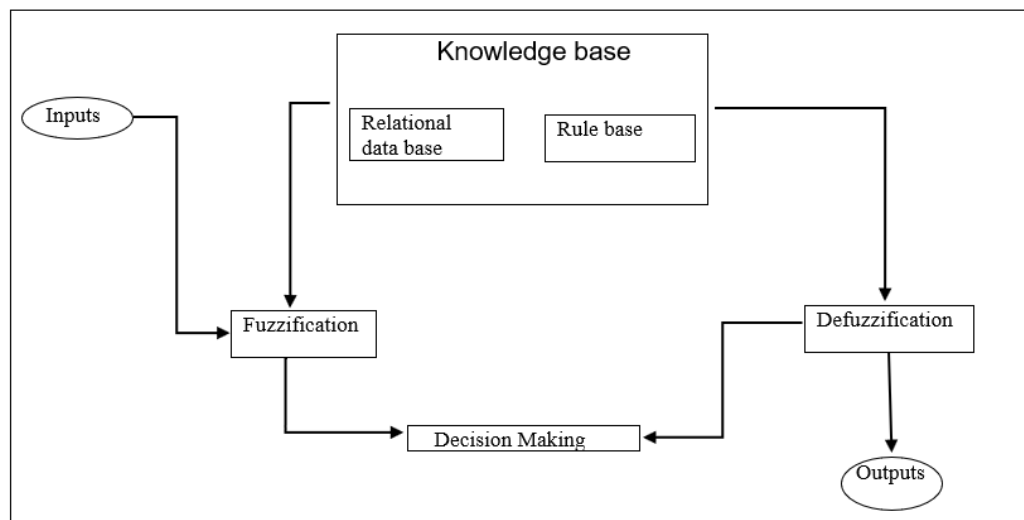 Knowledge base
Inputs
Relational
data base
Rule base
Fuzzification
Defuzzification
Decision Making
Outputs